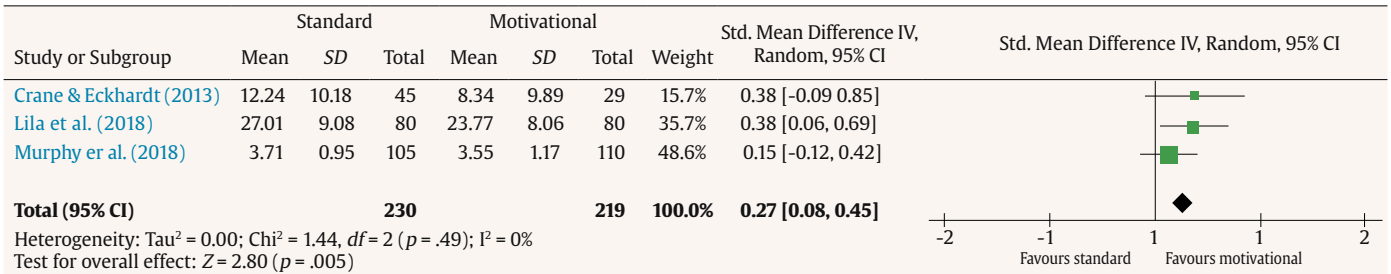 Standard Motivational Std. Mean Difference IV, Random, 95% CI Std. Mean Difference IV, Random, 95% CI
Study or Subgroup Mean SD Total Mean SD Total Weight
Crane & Eckhardt (2013) 12.24 10.18 45 8.34 9.89 29 15.7% 0.38 [-0.09 0.85]
Lila et al. (2018) 27.01 9.08 80 23.77 8.06 80 35.7% 0.38 [0.06, 0.69]
Murphy er al. (2018) 3.71 0.95 105 3.55 1.17 110 48.6% 0.15 [-0.12, 0.42]
Total (95% CI) 230 219 100.0% 0.27 [0.08, 0.45]
Heterogeneity: Tau² = 0.00; Chi² = 1.44, df = 2 (p = .49); I² = 0%
Test for overall effect: Z = 2.80 (p = .005)
-2 -1 1 1 2
Favours standard Favours motivational